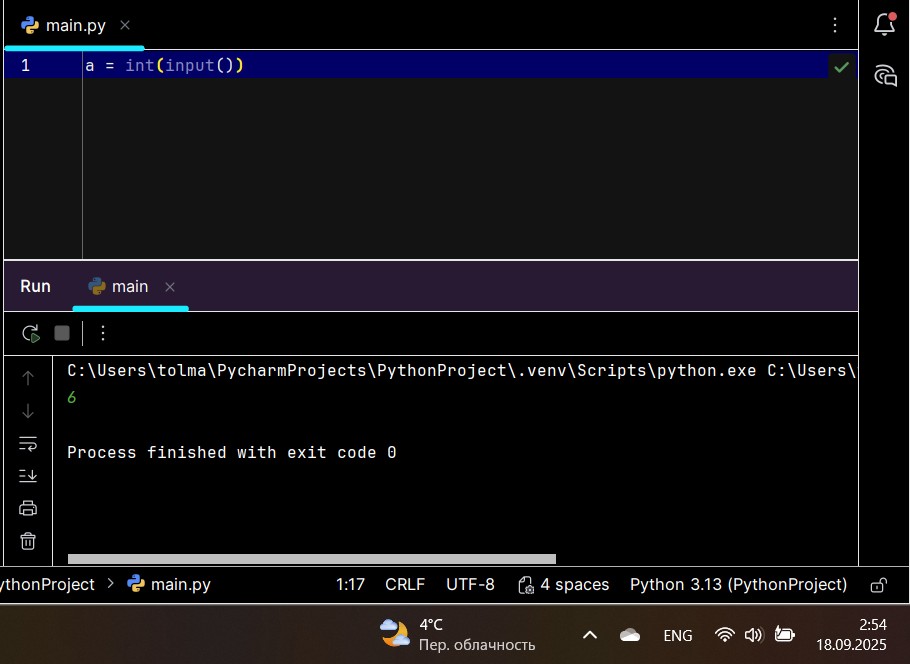 main.py
1 a = int(input())
Run main
C:\Users\tolma\PycharmProjects\PythonProject\.venv\Scripts\python.exe C:\Users\
6
Process finished with exit code 0
ythonProject > main.py 1:17 CRLF UTF-8 4 spaces Python 3.13 (PythonProject)
4°C
Пер. облачность
ENG
2:54
18.09.2025